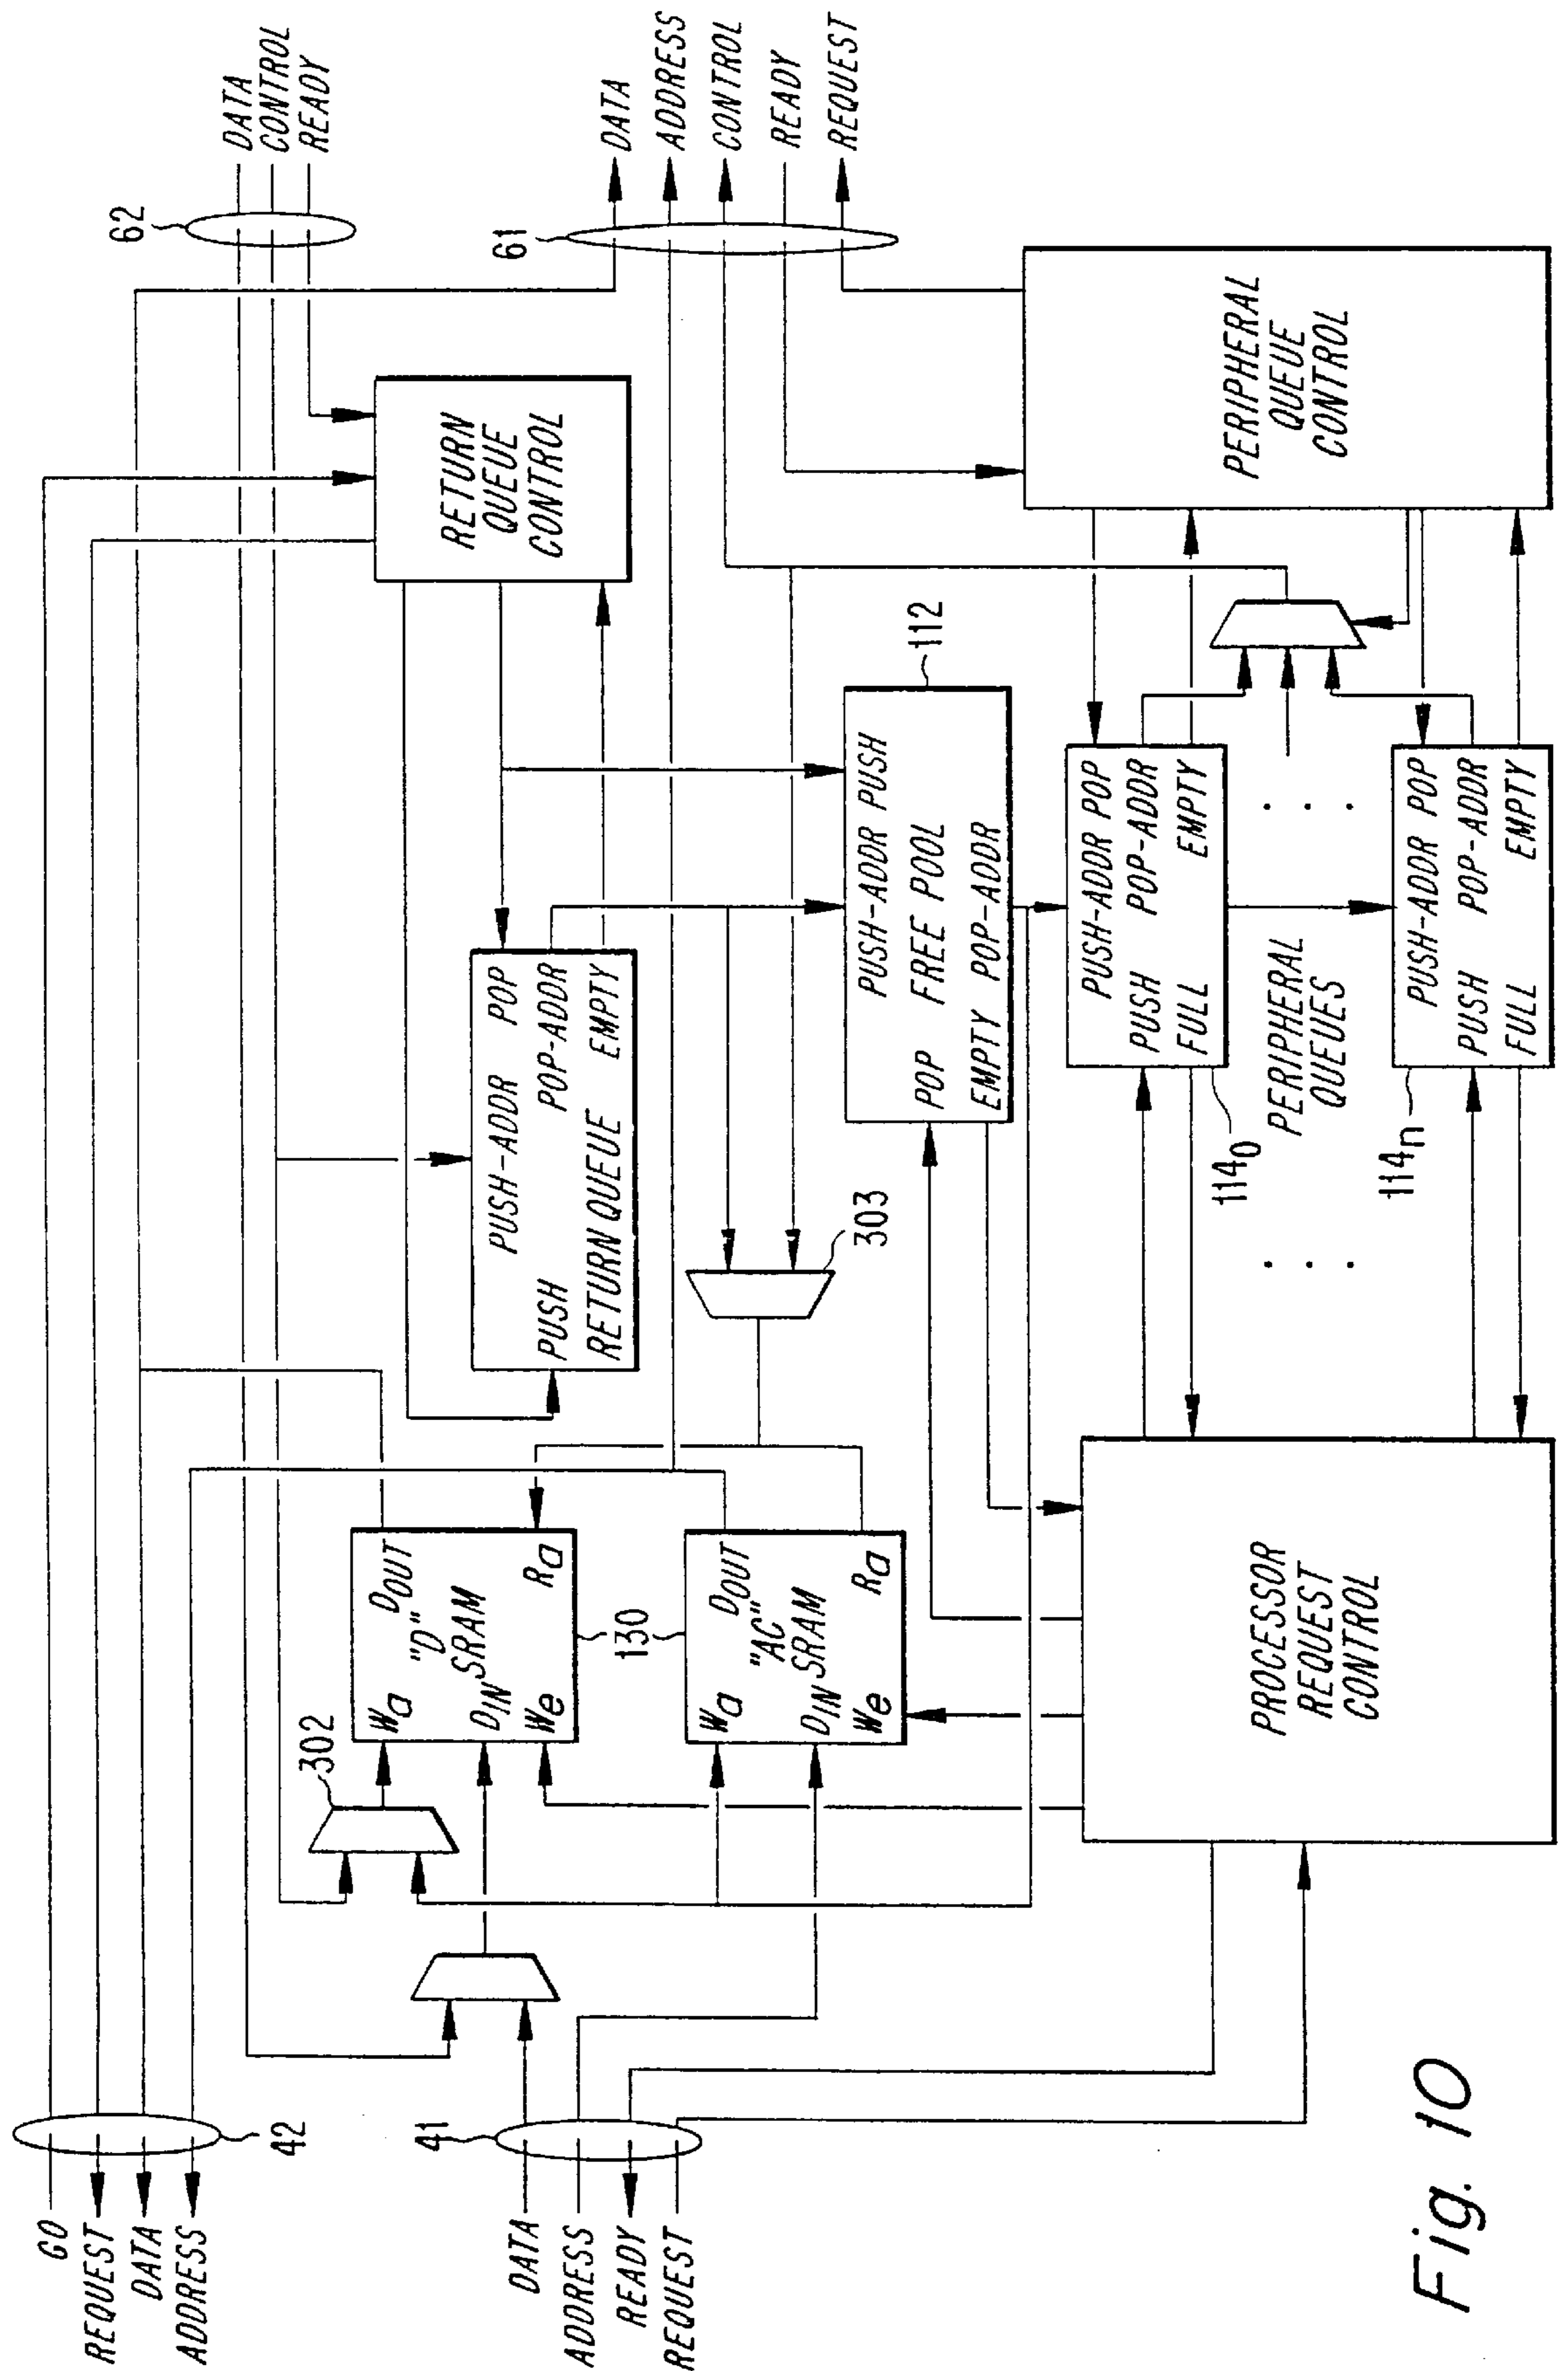 GO
REQUEST
DATA
ADDRESS
42
DATA
ADDRESS
READY
REQUEST
41
302
Wa DOUT
"D"
DIN SRAM
We Ra
130
Wa DOUT
"AC"
DIN SRAM
We Ra
PROCESSOR
REQUEST
CONTROL
PUSH-ADDR POP
PUSH POP-ADDR
RETURN QUEUE EMPTY
303
RETURN
QUEUE
CONTROL
PUSH-ADDR PUSH
POP FREE POOL
EMPTY POP-ADDR
112
PUSH-ADDR POP
PUSH POP-ADDR
FULL EMPTY
1140
PERIPHERAL
QUEUES
PUSH-ADDR POP
PUSH POP-ADDR
FULL EMPTY
114n
PERIPHERAL
QUEUE
CONTROL
62
DATA
CONTROL
READY
61
DATA
ADDRESS
CONTROL
READY
REQUEST
Fig. 10